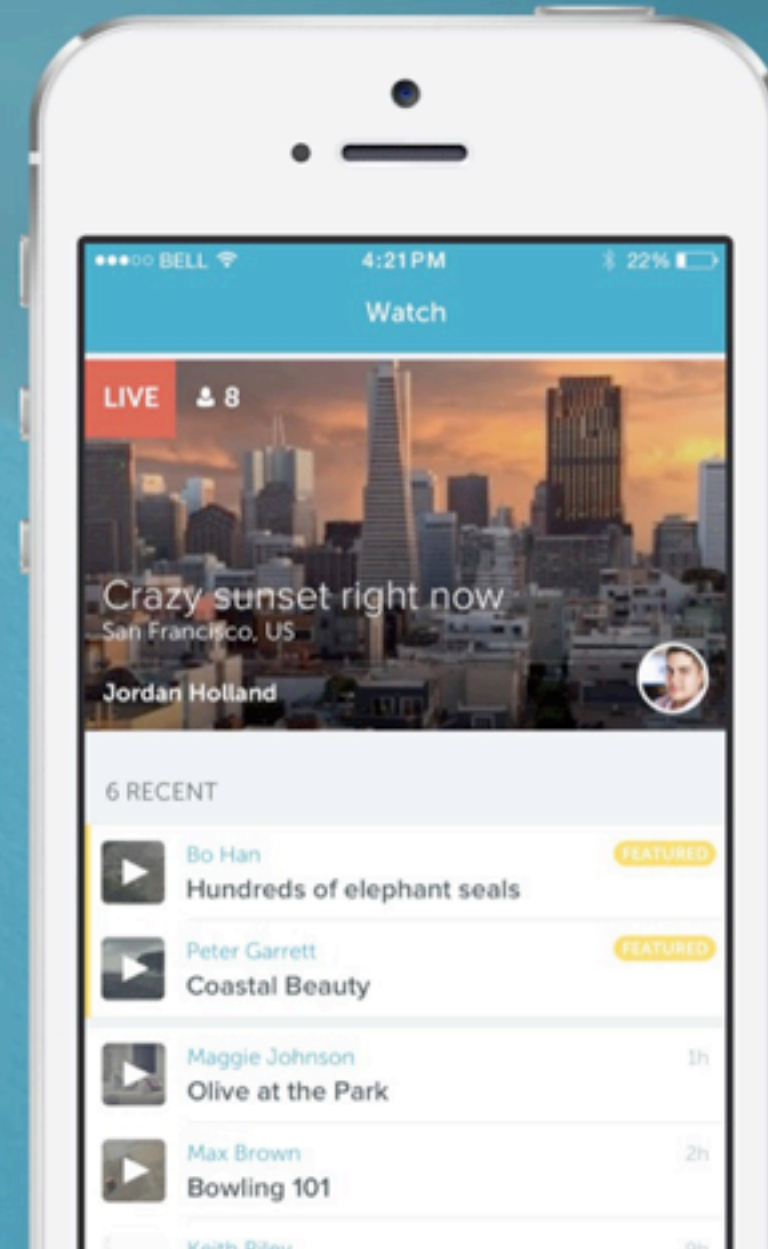 BELL 4:21PM 22%
Watch
LIVE 8
Crazy sunset right now
San Francisco, US
Jordan Holland
6 RECENT
Bo Han FEATURED
Hundreds of elephant seals
Peter Garrett FEATURED
Coastal Beauty
Maggie Johnson 1h
Olive at the Park
Max Brown 2h
Bowling 101